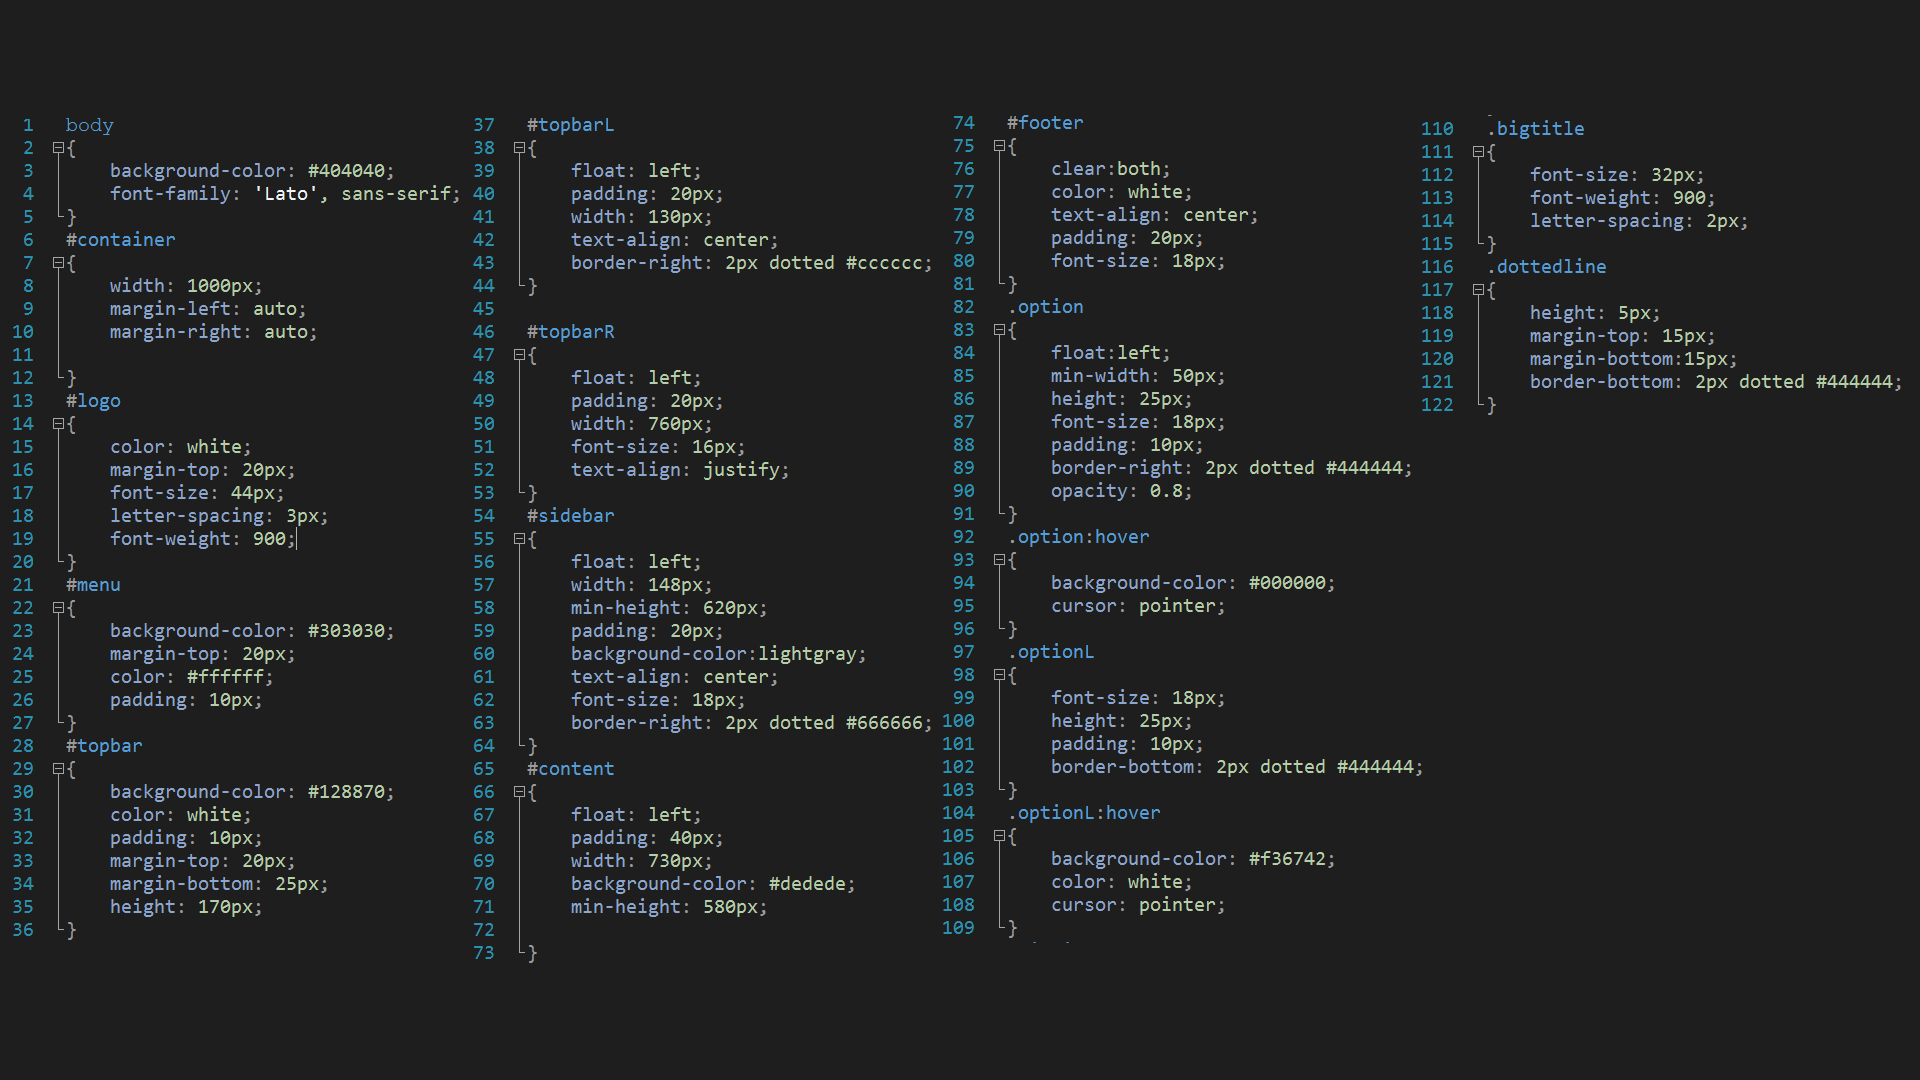 1 body
2 {
3 background-color: #404040;
4 font-family: 'Lato', sans-serif;
5 }
6 #container
7 {
8 width: 1000px;
9 margin-left: auto;
10 margin-right: auto;
11
12 }
13 #logo
14 {
15 color: white;
16 margin-top: 20px;
17 font-size: 44px;
18 letter-spacing: 3px;
19 font-weight: 900;
20 }
21 #menu
22 {
23 background-color: #303030;
24 margin-top: 20px;
25 color: #ffffff;
26 padding: 10px;
27 }
28 #topbar
29 {
30 background-color: #128870;
31 color: white;
32 padding: 10px;
33 margin-top: 20px;
34 margin-bottom: 25px;
35 height: 170px;
36 }
37 #topbarL
38 {
39 float: left;
40 padding: 20px;
41 width: 130px;
42 text-align: center;
43 border-right: 2px dotted #cccccc;
44 }
45
46 #topbarR
47 {
48 float: left;
49 padding: 20px;
50 width: 760px;
51 font-size: 16px;
52 text-align: justify;
53 }
54 #sidebar
55 {
56 float: left;
57 width: 148px;
58 min-height: 620px;
59 padding: 20px;
60 background-color:lightgray;
61 text-align: center;
62 font-size: 18px;
63 border-right: 2px dotted #666666;
64 }
65 #content
66 {
67 float: left;
68 padding: 40px;
69 width: 730px;
70 background-color: #dedede;
71 min-height: 580px;
72
73 }
74 #footer
75 {
76 clear:both;
77 color: white;
78 text-align: center;
79 padding: 20px;
80 font-size: 18px;
81 }
82 .option
83 {
84 float:left;
85 min-width: 50px;
86 height: 25px;
87 font-size: 18px;
88 padding: 10px;
89 border-right: 2px dotted #444444;
90 opacity: 0.8;
91 }
92 .option:hover
93 {
94 background-color: #000000;
95 cursor: pointer;
96 }
97 .optionL
98 {
99 font-size: 18px;
100 height: 25px;
101 padding: 10px;
102 border-bottom: 2px dotted #444444;
103 }
104 .optionL:hover
105 {
106 background-color: #f36742;
107 color: white;
108 cursor: pointer;
109 }
110 .bigtitle
111 {
112 font-size: 32px;
113 font-weight: 900;
114 letter-spacing: 2px;
115 }
116 .dottedline
117 {
118 height: 5px;
119 margin-top: 15px;
120 margin-bottom:15px;
121 border-bottom: 2px dotted #444444;
122 }